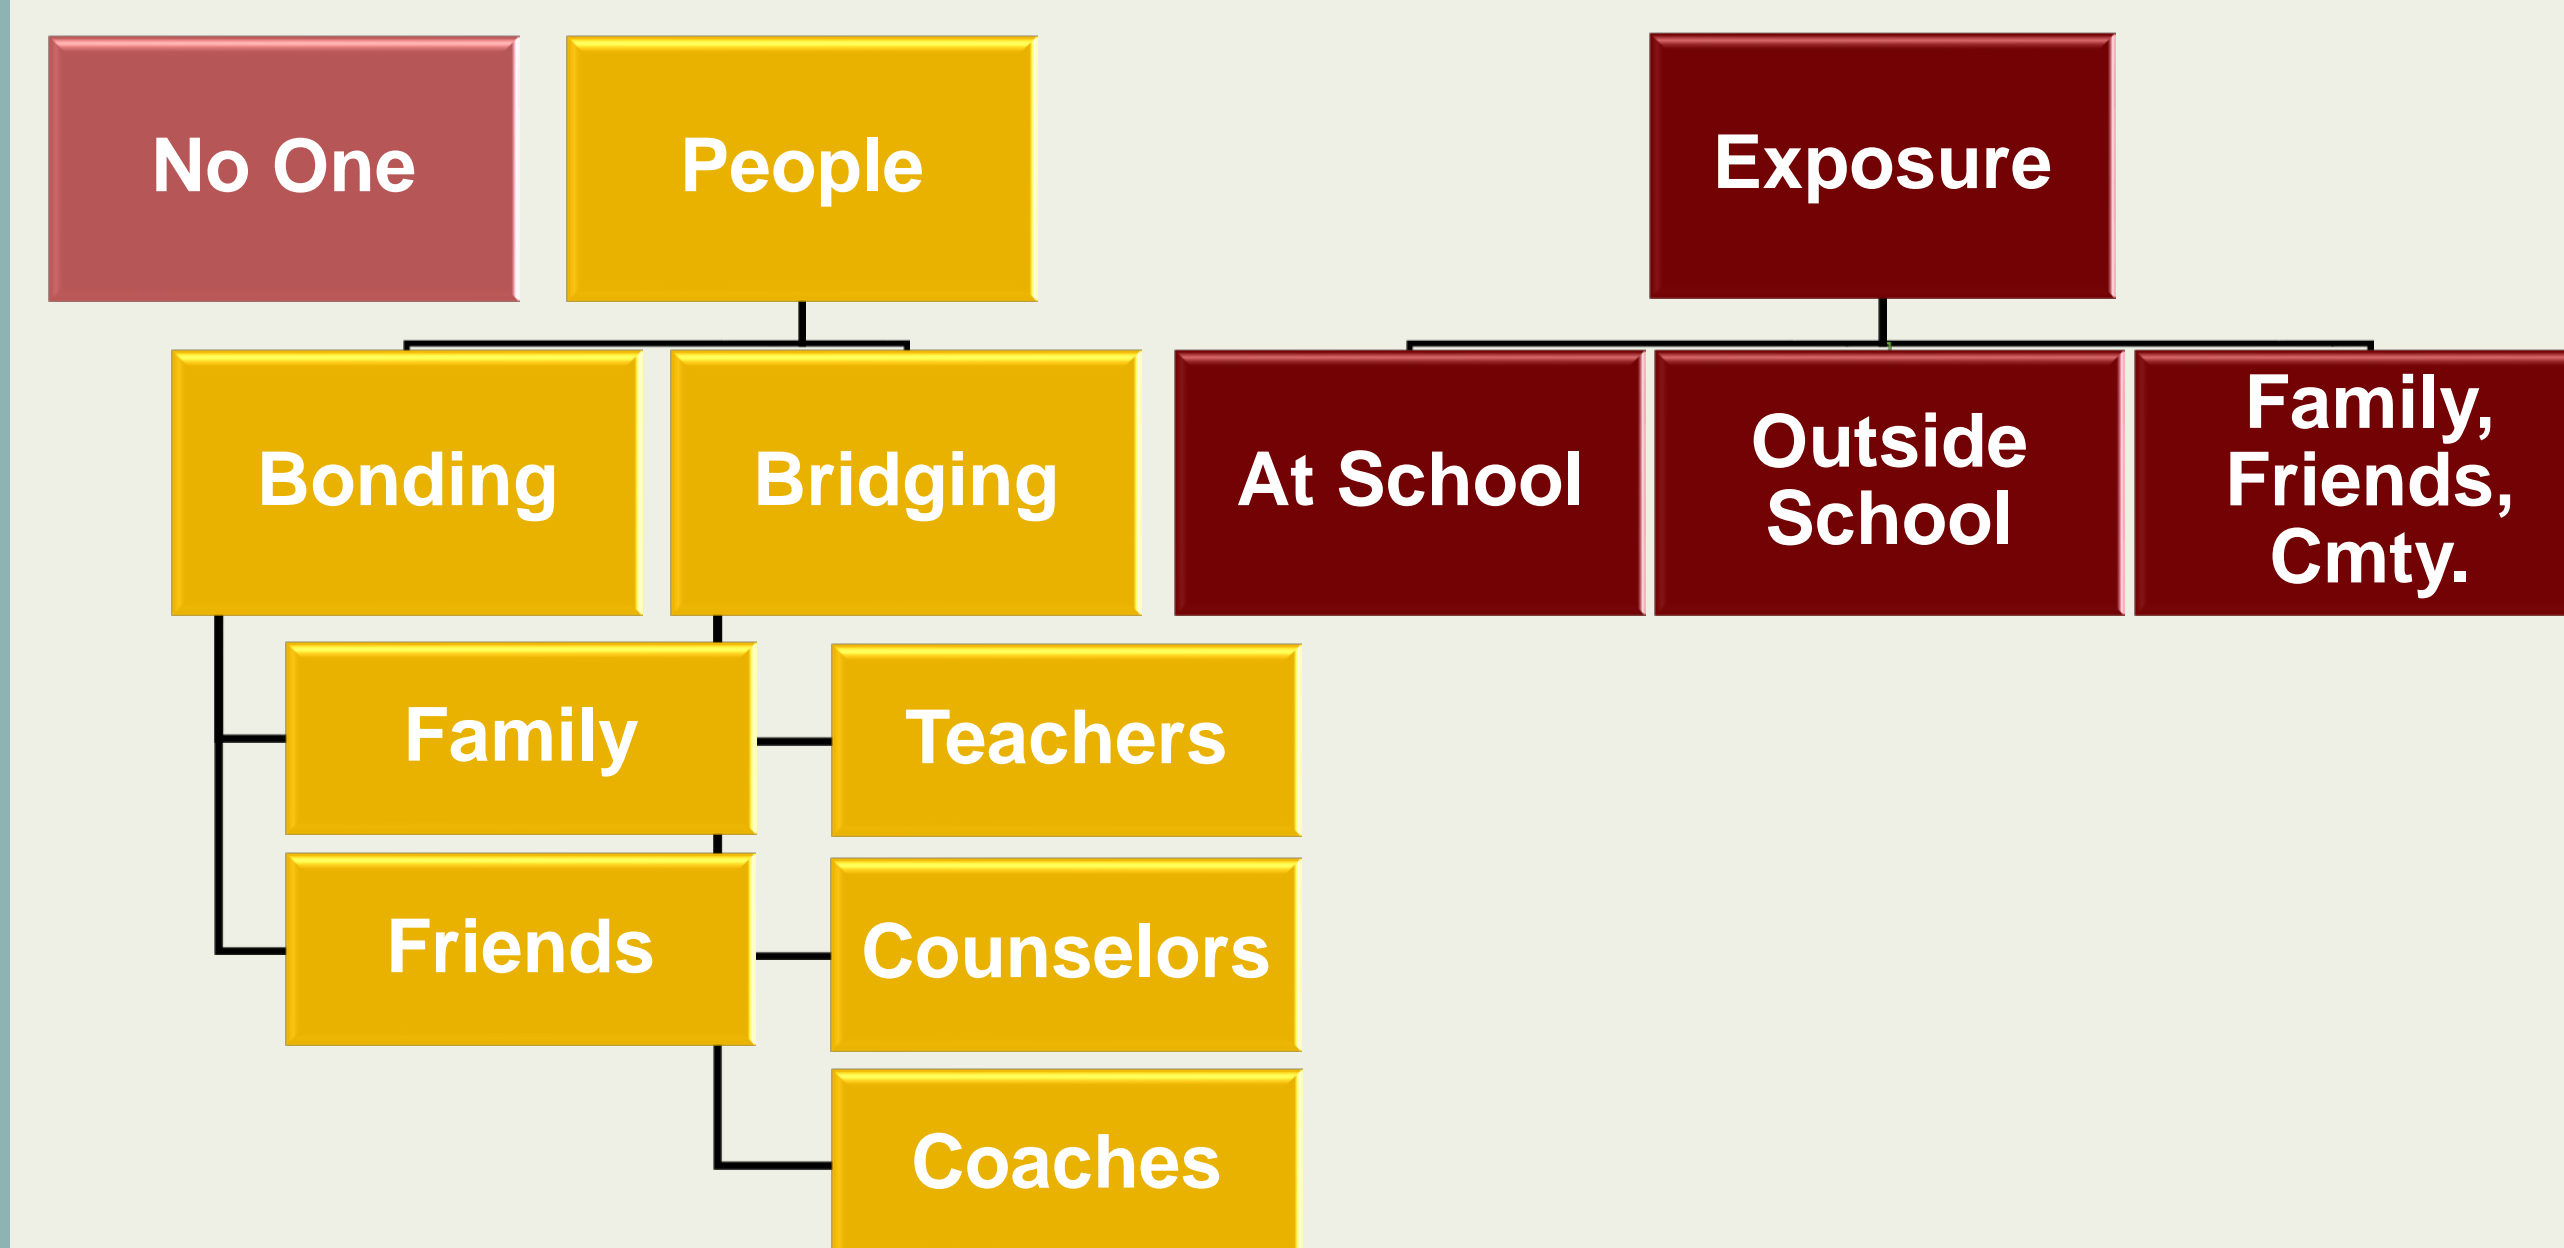 No One
People
Exposure
Bonding
Bridging
At School
Outside
School
Family,
Friends,
Cmty.
Family
Teachers
Friends
Counselors
Coaches